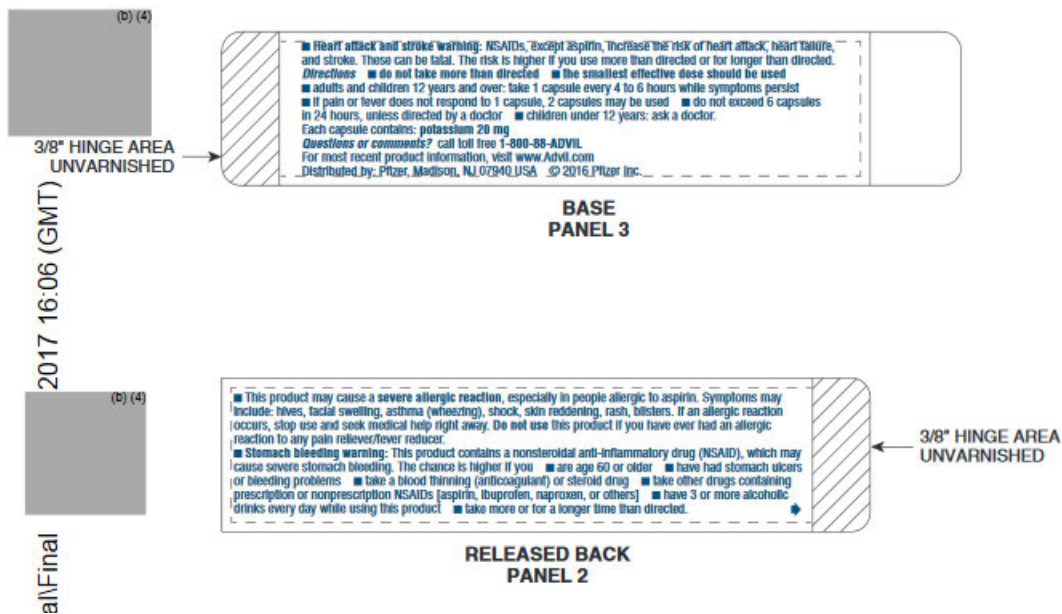 (b) (4)
■ Heart attack and stroke warning: NSAIDs, except aspirin, increase the risk of heart attack, heart failure,
and stroke. These can be fatal. The risk is higher if you use more than directed or for longer than directed.
Directions ■ do not take more than directed ■ the smallest effective dose should be used
■ adults and children 12 years and over: take 1 capsule every 4 to 6 hours while symptoms persist
■ if pain or fever does not respond to 1 capsule, 2 capsules may be used ■ do not exceed 6 capsules
in 24 hours, unless directed by a doctor ■ children under 12 years: ask a doctor.
Each capsule contains: potassium 20 mg
Questions or comments? call toll free 1-800-88-ADVIL
For most recent product information, visit www.Advil.com
Distributed by: Pfizer, Madison, NJ 07940 USA © 2016 Pfizer Inc.
3/8" HINGE AREA
UNVARNISHED
BASE
PANEL 3
2017 16:06 (GMT)
(b) (4)
■ This product may cause a severe allergic reaction, especially in people allergic to aspirin. Symptoms may
include: hives, facial swelling, asthma (wheezing), shock, skin reddening, rash, blisters. If an allergic reaction
occurs, stop use and seek medical help right away. Do not use this product if you have ever had an allergic
reaction to any pain reliever/fever reducer.
■ Stomach bleeding warning: This product contains a nonsteroidal anti-inflammatory drug (NSAID), which may
cause severe stomach bleeding. The chance is higher if you ■ are age 60 or older ■ have had stomach ulcers
or bleeding problems ■ take a blood thinning (anticoagulant) or steroid drug ■ take other drugs containing
prescription or nonprescription NSAIDs [aspirin, ibuprofen, naproxen, or others] ■ have 3 or more alcoholic
drinks every day while using this product ■ take more or for a longer time than directed.
3/8" HINGE AREA
UNVARNISHED
RELEASED BACK
PANEL 2
al\Final